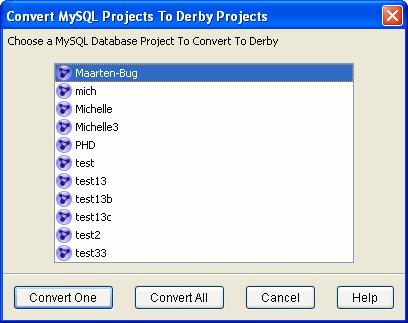 Convert MySQL Projects To Derby Projects
Choose a MySQL Database Project To Convert To Derby
Maarten-Bug
mich
Michelle
Michelle3
PHD
test
test13
test13b
test13c
test2
test33
Convert One Convert All Cancel Help